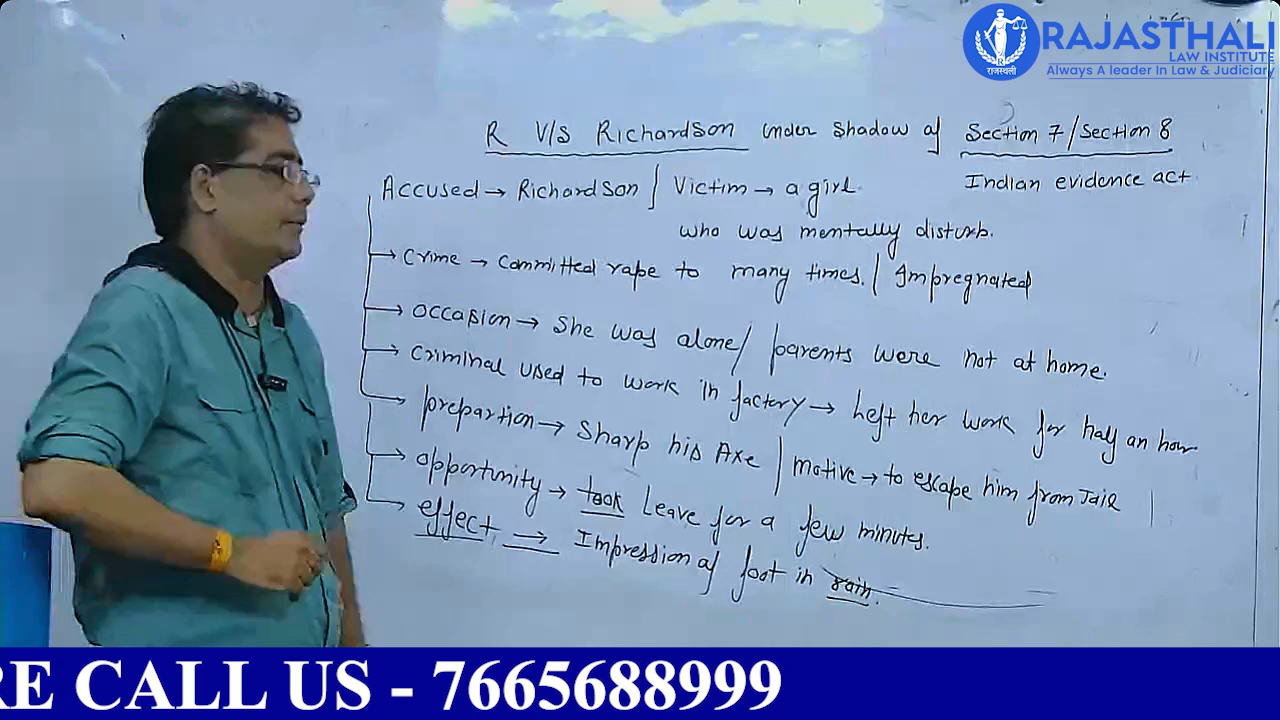 RAJASTHALI
LAW INSTITUTE
Always A leader In Law & Judiciary
राजस्थली
R V/S Richardson under shadow of Section 7/Section 8
Indian evidence act
Accused → Richardson / Victim → a girl.
who was mentally disturb.
Crime → Committed rape to many times. / Impregnated
Occasion → She was alone/ parents were not at home.
Criminal used to work in factory → left her work for half an hour
prepartion → Sharp his Axe / motive → to escape him from Jail
opportunity → took Leave for a few minutes.
effect → Impression of foot in rain.
RE CALL US - 7665688999